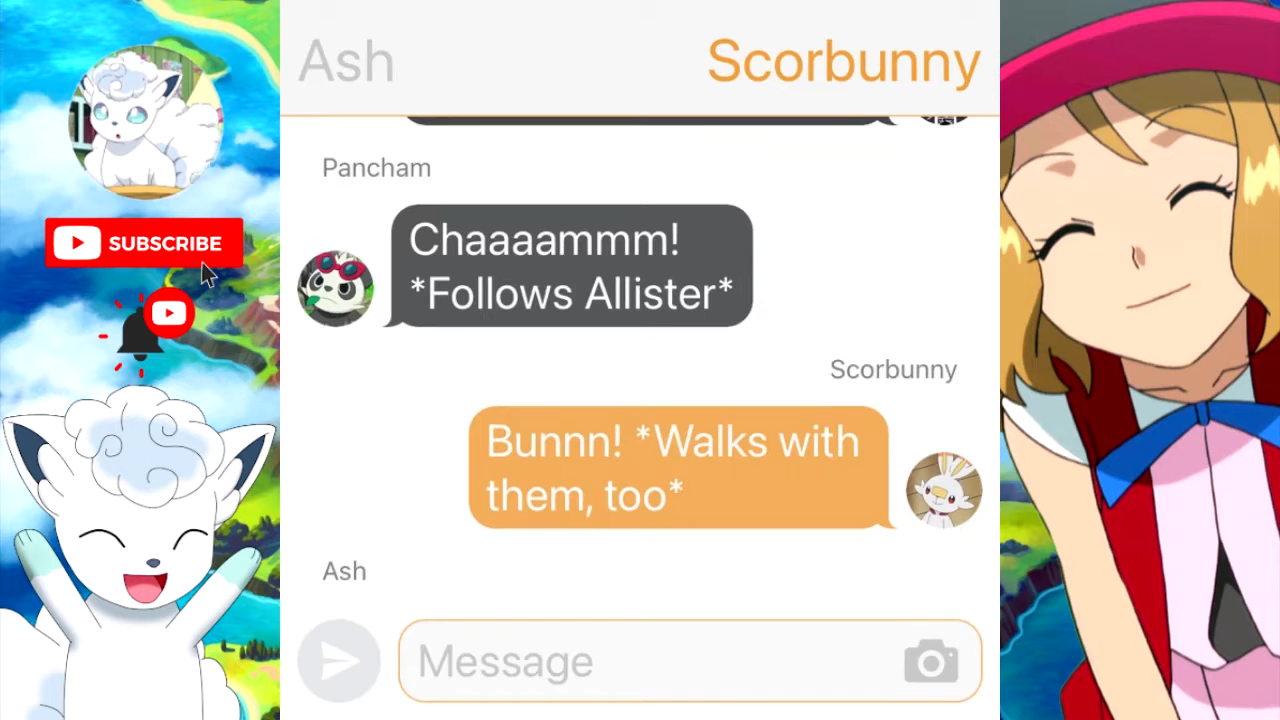 Ash
Scorbunny
Pancham
Chaaaammm!
*Follows Allister*
SUBSCRIBE
Scorbunny
Bunnn! *Walks with
them, too*
Ash
Message